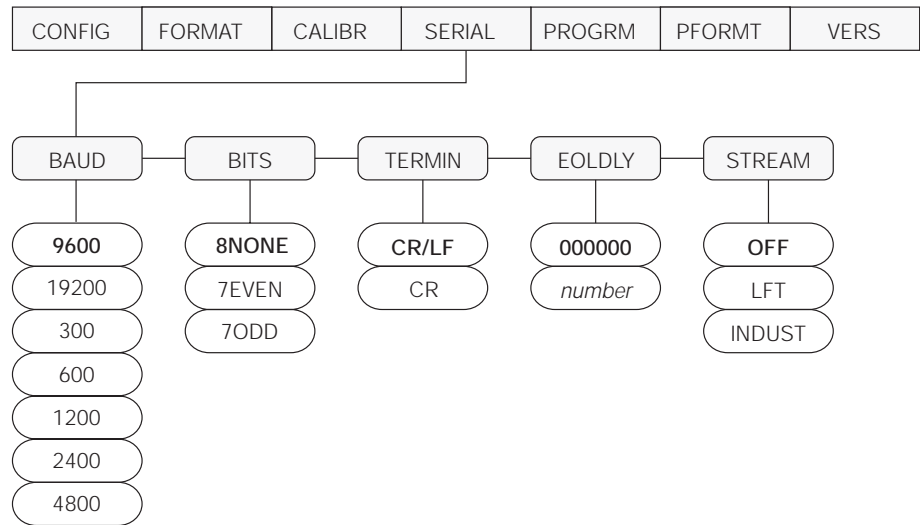 CONFIG FORMAT CALIBR SERIAL PROGRM PFORMT VERS
BAUD BITS TERMIN EOLDLY STREAM
9600 8NONE CR/LF 000000 OFF
19200 7EVEN CR number LFT
300 7ODD INDUST
600
1200
2400
4800